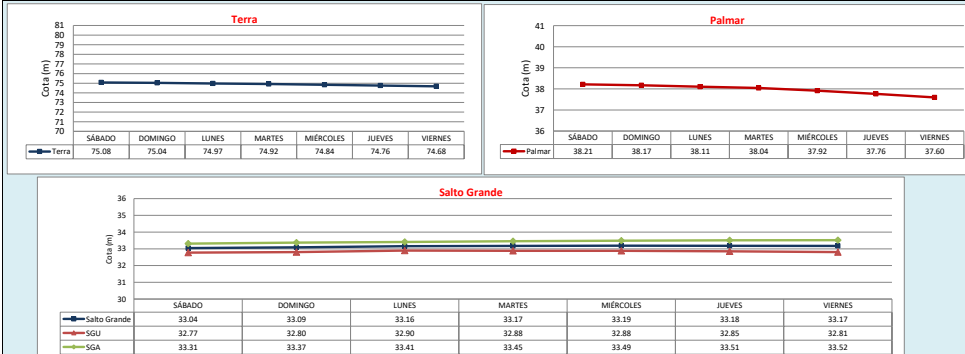 Terra
81
80
79
78
77
76
75
74
73
72
71
70
Cota (m)
SÁBADO DOMINGO LUNES MARTES MIÉRCOLES JUEVES VIERNES
Terra 75.08 75.04 74.97 74.92 74.84 74.76 74.68
Palmar
41
40
39
38
37
36
Cota (m)
SÁBADO DOMINGO LUNES MARTES MIÉRCOLES JUEVES VIERNES
Palmar 38.21 38.17 38.11 38.04 37.92 37.76 37.60
Salto Grande
36
35
34
33
32
31
30
Cota (m)
SÁBADO DOMINGO LUNES MARTES MIÉRCOLES JUEVES VIERNES
Salto Grande 33.04 33.09 33.16 33.17 33.19 33.18 33.17
SGU 32.77 32.80 32.90 32.88 32.88 32.85 32.81
SGA 33.31 33.37 33.41 33.45 33.49 33.51 33.52